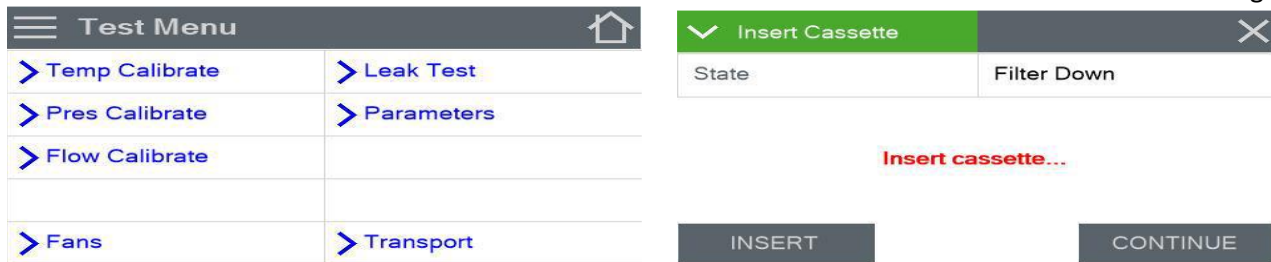 Test Menu
Temp Calibrate
Leak Test
Pres Calibrate
Parameters
Flow Calibrate
Fans
Transport
Insert Cassette
State
Filter Down
Insert cassette...
INSERT
CONTINUE